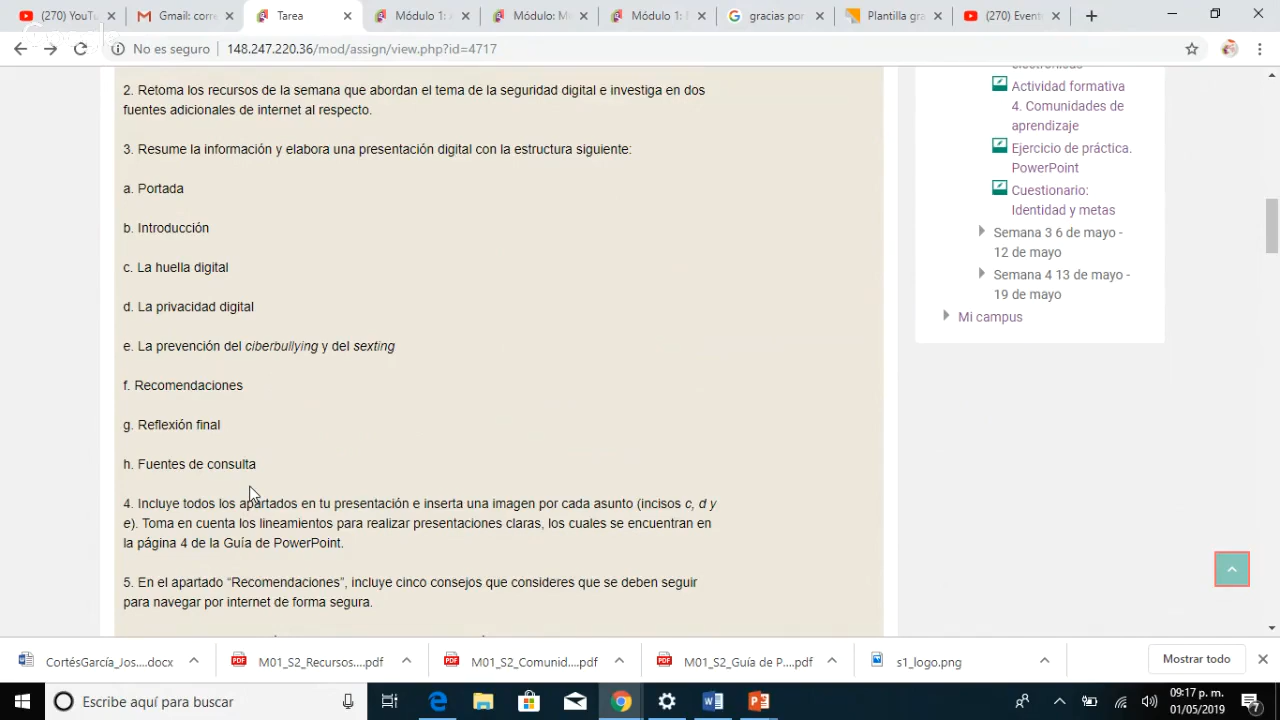 (270) YouTu
Gmail: corre
Tarea
Módulo 1: A
Módulo: M
Módulo 1: 
gracias por
Plantilla gra
(270) Event
No es seguro
148.247.220.36/mod/assign/view.php?id=4717
2. Retoma los recursos de la semana que abordan el tema de la seguridad digital e investiga en dos
fuentes adicionales de internet al respecto.
3. Resume la información y elabora una presentación digital con la estructura siguiente:
a. Portada
b. Introducción
c. La huella digital
d. La privacidad digital
e. La prevención del ciberbullying y del sexting
f. Recomendaciones
g. Reflexión final
h. Fuentes de consulta
4. Incluye todos los apartados en tu presentación e inserta una imagen por cada asunto (incisos c, d y
e). Toma en cuenta los lineamientos para realizar presentaciones claras, los cuales se encuentran en
la página 4 de la Guía de PowerPoint.
5. En el apartado “Recomendaciones”, incluye cinco consejos que consideres que se deben seguir
para navegar por internet de forma segura.
Actividad formativa
4. Comunidades de
aprendizaje
Ejercicio de práctica.
PowerPoint
Cuestionario:
Identidad y metas
Semana 3 6 de mayo -
12 de mayo
Semana 4 13 de mayo -
19 de mayo
Mi campus
CortésGarcía_Jos....docx
M01_S2_Recursos....pdf
M01_S2_Comunid....pdf
M01_S2_Guía de P....pdf
s1_logo.png
Mostrar todo
Escribe aquí para buscar
09:17 p. m.
01/05/2019
7